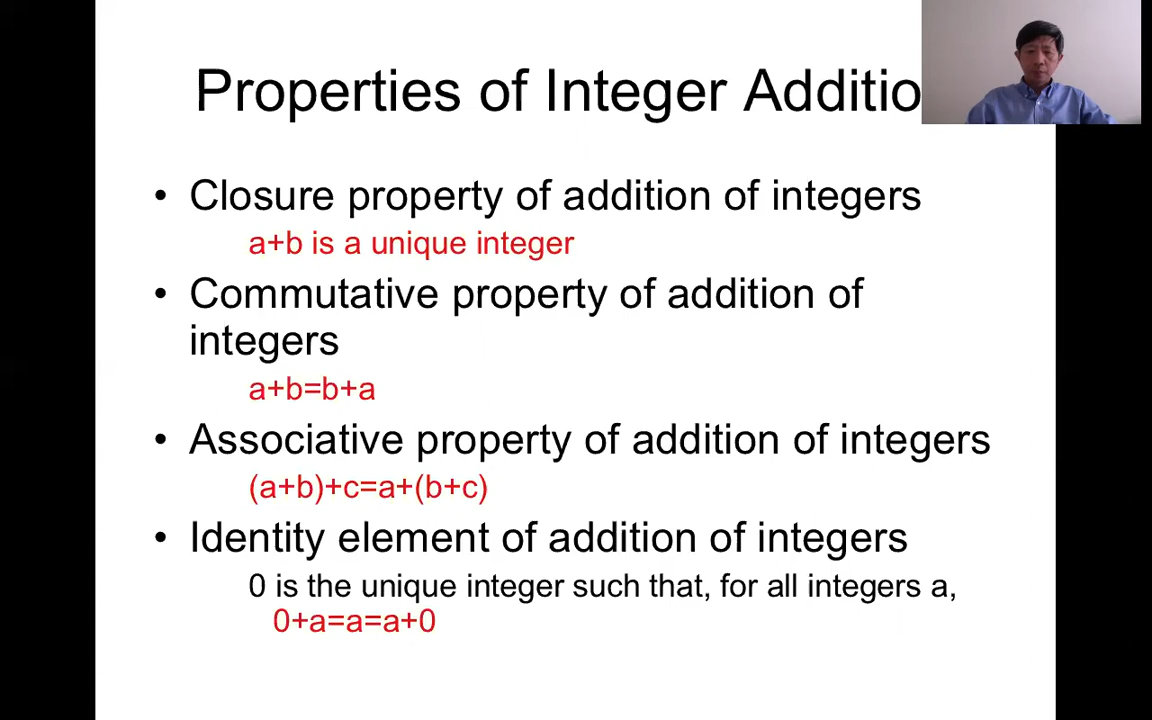 Properties of Integer Additio
• Closure property of addition of integers
a+b is a unique integer
• Commutative property of addition of
integers
a+b=b+a
• Associative property of addition of integers
(a+b)+c=a+(b+c)
• Identity element of addition of integers
0 is the unique integer such that, for all integers a,
0+a=a=a+0